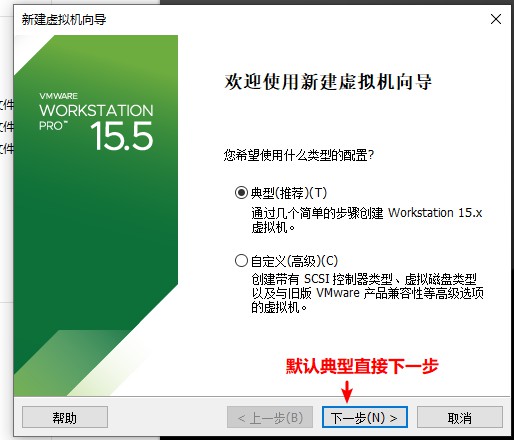 新建虚拟机向导
文件
文件
文件
VMWARE
WORKSTATION
PRO™
15.5
欢迎使用新建虚拟机向导
您希望使用什么类型的配置?
典型(推荐)(T)
通过几个简单的步骤创建 Workstation 15.x
虚拟机。
自定义(高级)(C)
创建带有 SCSI 控制器类型、虚拟磁盘类型
以及与旧版 VMware 产品兼容性等高级选项
的虚拟机。
默认典型直接下一步
帮助
< 上一步(B)
下一步(N) >
取消